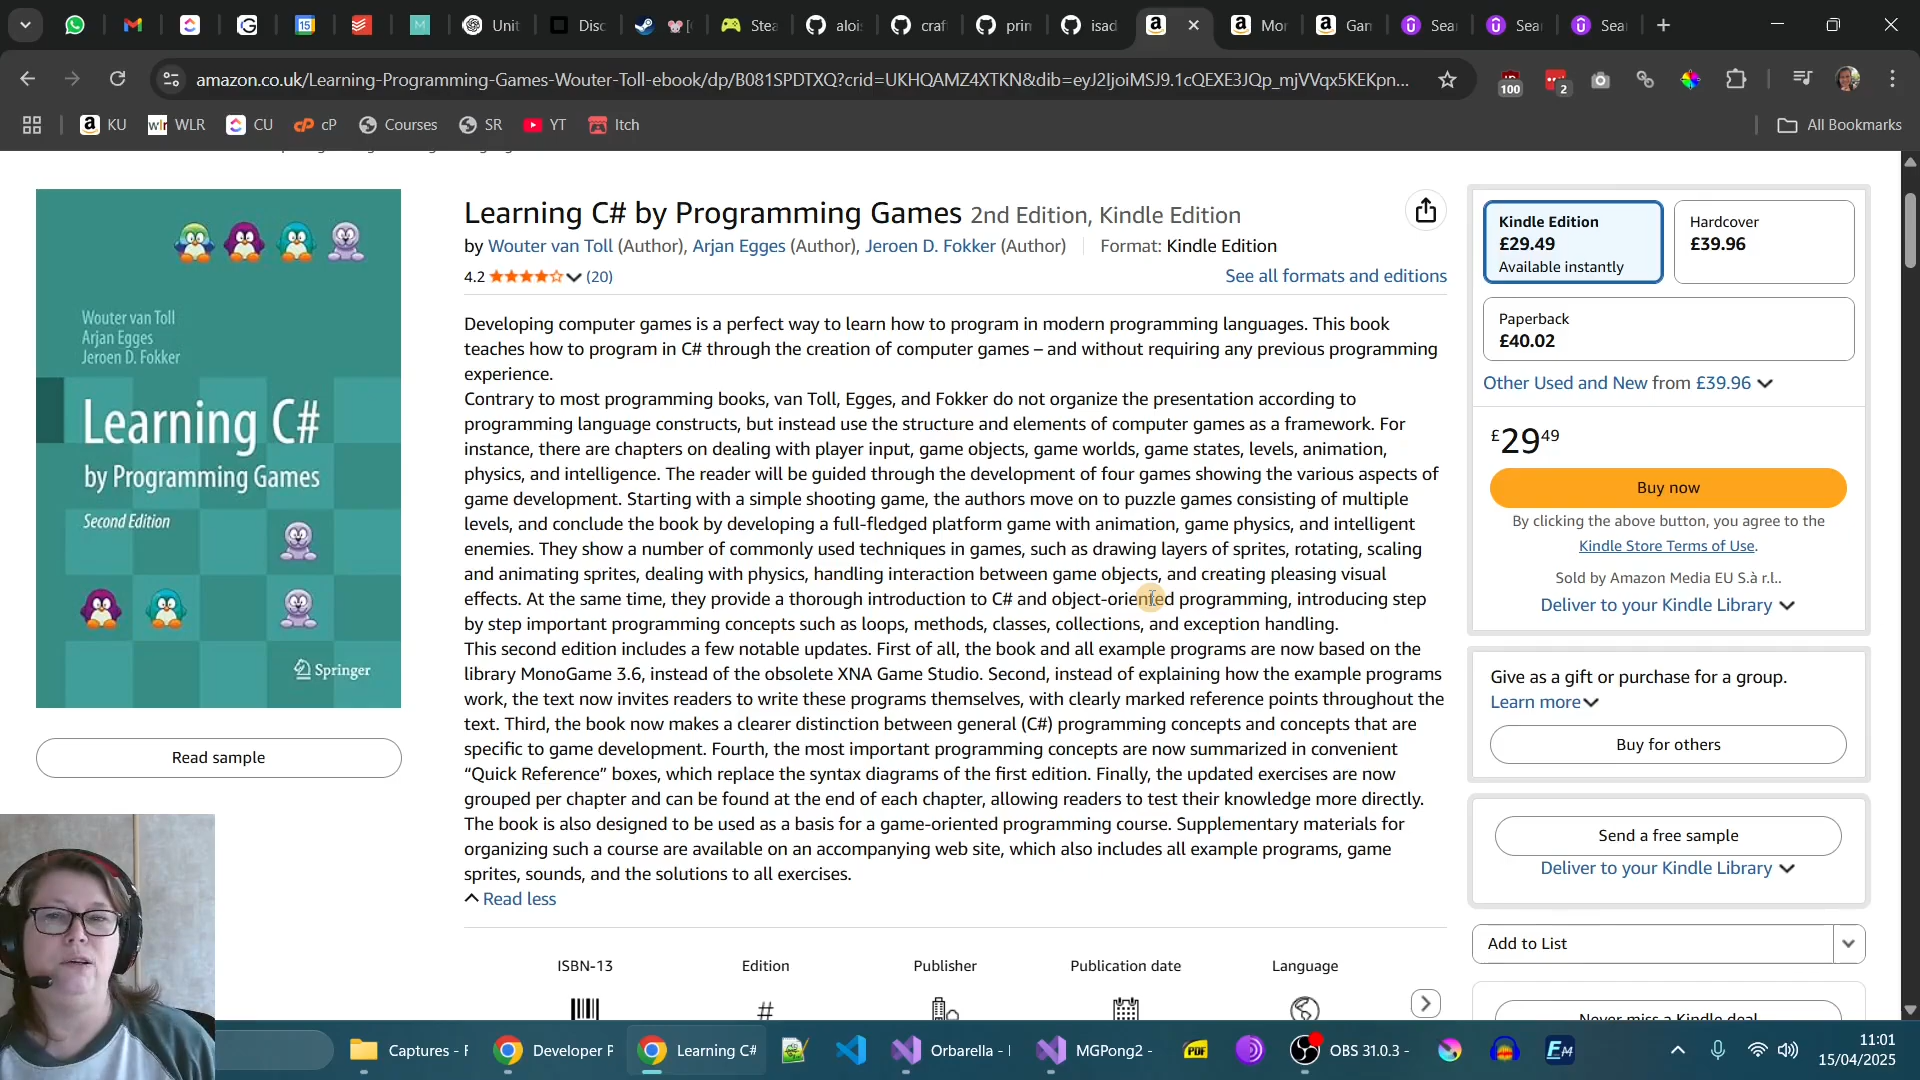 Unit
Disc
Stea
aloi
craft
prin
isad
Mor
Gan
Sear
Sear
Sear
amazon.co.uk/Learning-Programming-Games-Wouter-Toll-ebook/dp/B081SPDTXQ?crid=UKHQAMZ4XTKN&dib=eyJ2IjoiMSJ9.1cQEXE3JQp_mjVVqx5KEKpn...
100
2
KU
WLR
CU
cP
Courses
SR
YT
Itch
All Bookmarks
Wouter van Toll
Arjan Egges
Jeroen D. Fokker
Learning C#
by Programming Games
Second Edition
Springer
Read sample
Learning C# by Programming Games 2nd Edition, Kindle Edition
by Wouter van Toll (Author), Arjan Egges (Author), Jeroen D. Fokker (Author) Format: Kindle Edition
4.2 (20)
See all formats and editions
Developing computer games is a perfect way to learn how to program in modern programming languages. This book
teaches how to program in C# through the creation of computer games – and without requiring any previous programming
experience.
Contrary to most programming books, van Toll, Egges, and Fokker do not organize the presentation according to
programming language constructs, but instead use the structure and elements of computer games as a framework. For
instance, there are chapters on dealing with player input, game objects, game worlds, game states, levels, animation,
physics, and intelligence. The reader will be guided through the development of four games showing the various aspects of
game development. Starting with a simple shooting game, the authors move on to puzzle games consisting of multiple
levels, and conclude the book by developing a full-fledged platform game with animation, game physics, and intelligent
enemies. They show a number of commonly used techniques in games, such as drawing layers of sprites, rotating, scaling
and animating sprites, dealing with physics, handling interaction between game objects, and creating pleasing visual
effects. At the same time, they provide a thorough introduction to C# and object-oriented programming, introducing step
by step important programming concepts such as loops, methods, classes, collections, and exception handling.
This second edition includes a few notable updates. First of all, the book and all example programs are now based on the
library MonoGame 3.6, instead of the obsolete XNA Game Studio. Second, instead of explaining how the example programs
work, the text now invites readers to write these programs themselves, with clearly marked reference points throughout the
text. Third, the book now makes a clearer distinction between general (C#) programming concepts and concepts that are
specific to game development. Fourth, the most important programming concepts are now summarized in convenient
“Quick Reference” boxes, which replace the syntax diagrams of the first edition. Finally, the updated exercises are now
grouped per chapter and can be found at the end of each chapter, allowing readers to test their knowledge more directly.
The book is also designed to be used as a basis for a game-oriented programming course. Supplementary materials for
organizing such a course are available on an accompanying web site, which also includes all example programs, game
sprites, sounds, and the solutions to all exercises.
Read less
ISBN-13
Edition
Publisher
Publication date
Language
Kindle Edition
£29.49
Available instantly
Hardcover
£39.96
Paperback
£40.02
Other Used and New from £39.96
£29 49
Buy now
By clicking the above button, you agree to the
Kindle Store Terms of Use.
Sold by Amazon Media EU S.à r.l..
Deliver to your Kindle Library
Give as a gift or purchase for a group.
Learn more
Buy for others
Send a free sample
Deliver to your Kindle Library
Add to List
Never miss a Kindle deal
Captures - F
Developer P
Learning C#
Orbarella - 
MGPong2 -
PDF
OBS 31.0.3 -
11:01
15/04/2025